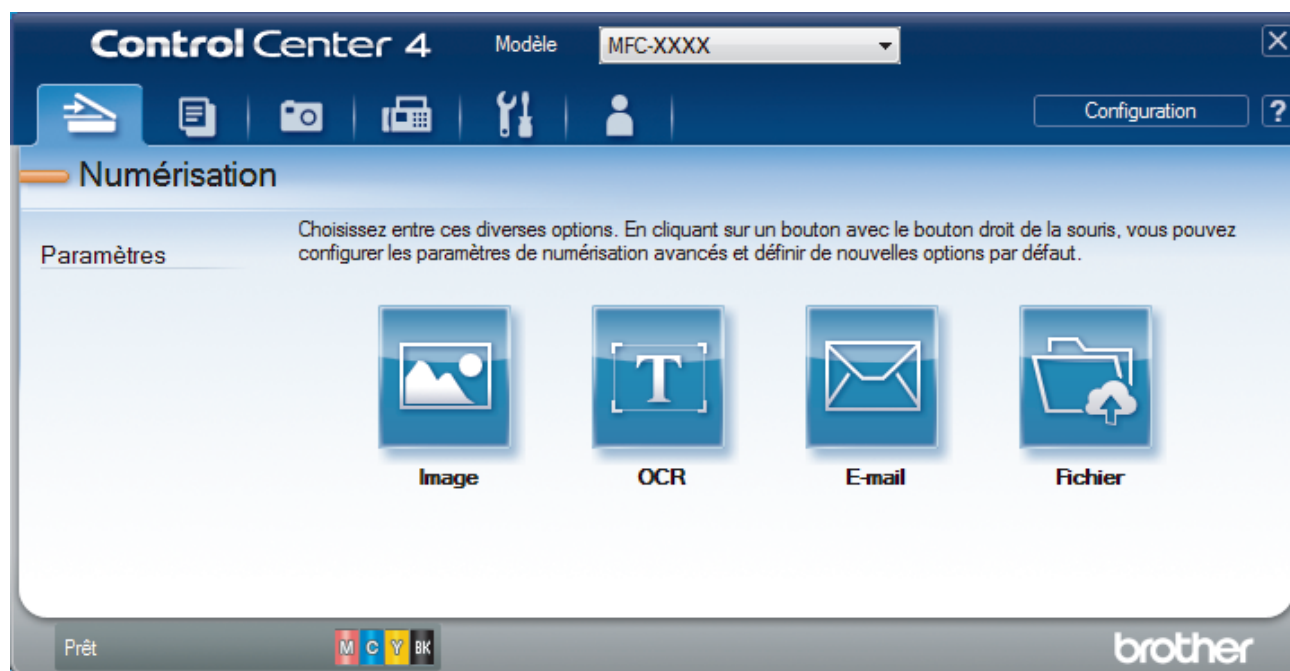 Control Center 4
Modèle
MFC-XXXX
Configuration
?
Numérisation
Paramètres
Choisissez entre ces diverses options. En cliquant sur un bouton avec le bouton droit de la souris, vous pouvez
configurer les paramètres de numérisation avancés et définir de nouvelles options par défaut.
T
Image
OCR
E-mail
Fichier
Prêt
M C Y BK
brother